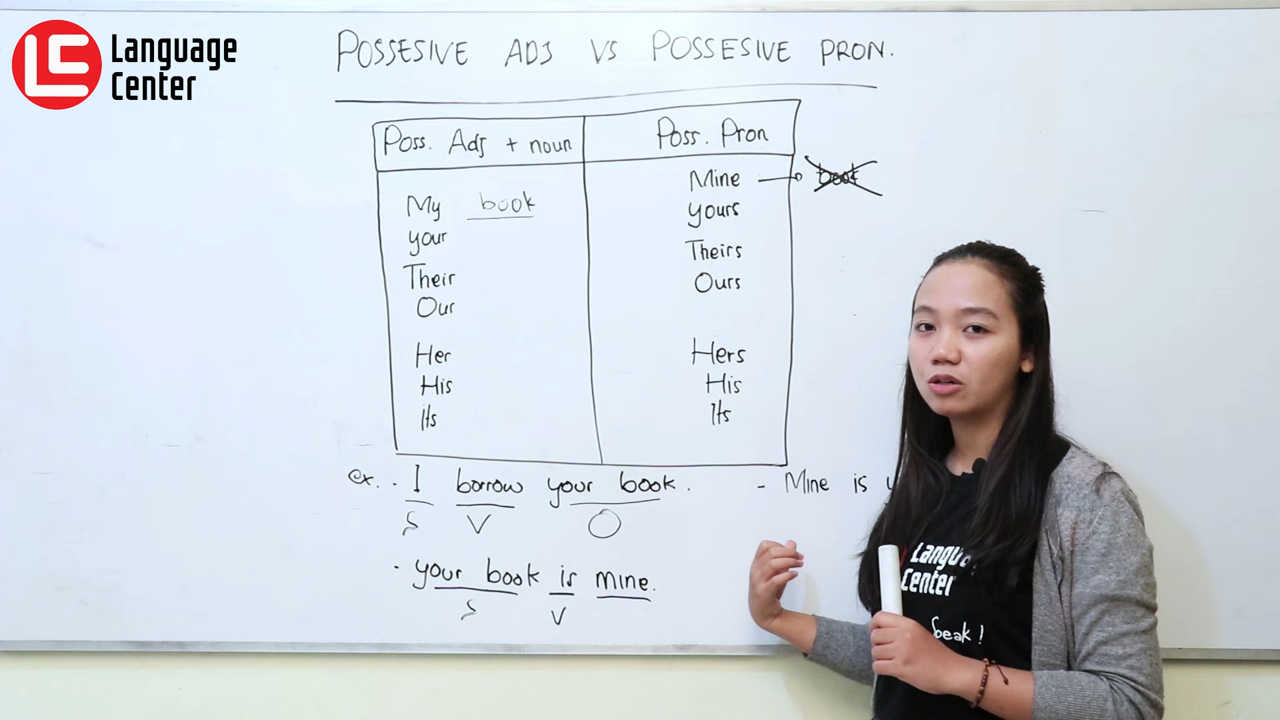 Language
Center
POSSESIVE ADJ VS POSSESIVE PRON.
Poss. Adj + noun
Poss. Pron
My book
your
Their
Our
Her
His
Its
Mine book
yours
Theirs
Ours
Hers
His
Its
ex. . I borrow your book.
S V O
- Mine is
. your book is mine.
S V
Center
Speak!